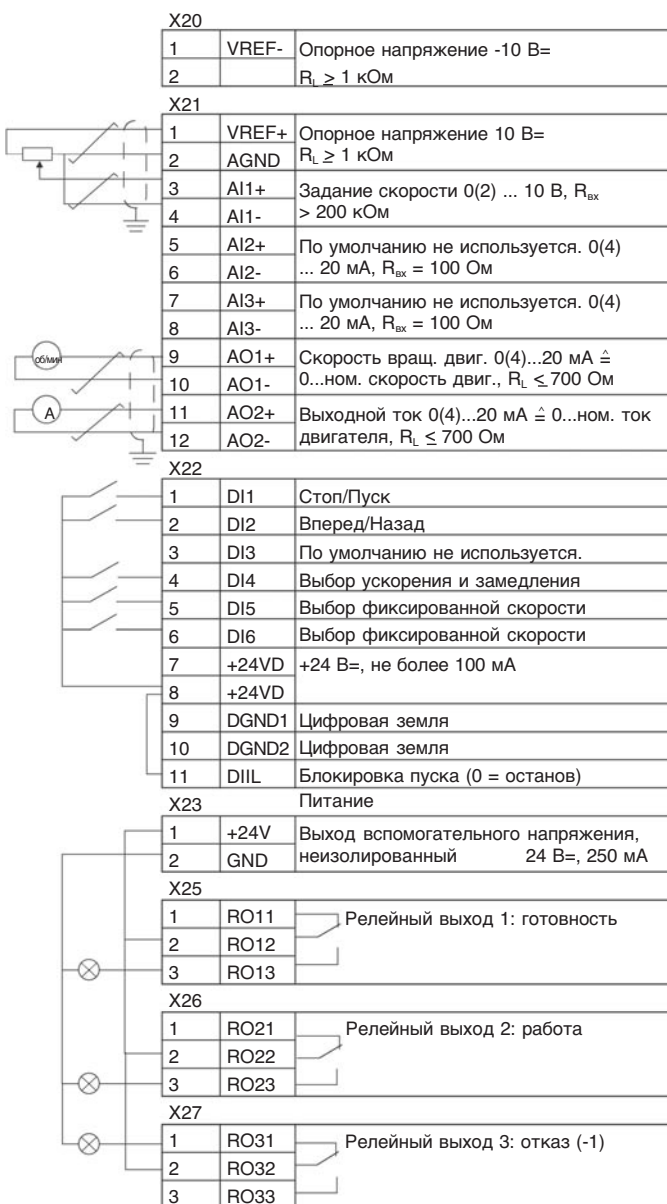 X20
1 VREF- Опорное напряжение -10 В=
2 R_L ≥ 1 кОм
X21
1 VREF+ Опорное напряжение 10 В=
2 AGND R_L ≥ 1 кОм
3 AI1+ Задание скорости 0(2) ... 10 В, R_вх
4 AI1- > 200 кОм
5 AI2+ По умолчанию не используется. 0(4)
6 AI2- ... 20 мА, R_вх = 100 Ом
7 AI3+ По умолчанию не используется. 0(4)
8 AI3- ... 20 мА, R_вх = 100 Ом
об/мин
9 AO1+ Скорость вращ. двиг. 0(4)...20 мА ≙
10 AO1- 0...ном. скорость двиг., R_L ≤ 700 Ом
A
11 AO2+ Выходной ток 0(4)...20 мА ≙ 0...ном. ток
12 AO2- двигателя, R_L ≤ 700 Ом
X22
1 DI1 Стоп/Пуск
2 DI2 Вперед/Назад
3 DI3 По умолчанию не используется.
4 DI4 Выбор ускорения и замедления
5 DI5 Выбор фиксированной скорости
6 DI6 Выбор фиксированной скорости
7 +24VD +24 В=, не более 100 мА
8 +24VD
9 DGND1 Цифровая земля
10 DGND2 Цифровая земля
11 DIIL Блокировка пуска (0 = останов)
X23 Питание
1 +24V Выход вспомогательного напряжения,
2 GND неизолированный 24 В=, 250 мА
X25
1 RO11 Релейный выход 1: готовность
2 RO12
3 RO13
X26
1 RO21 Релейный выход 2: работа
2 RO22
3 RO23
X27
1 RO31 Релейный выход 3: отказ (-1)
2 RO32
3 RO33